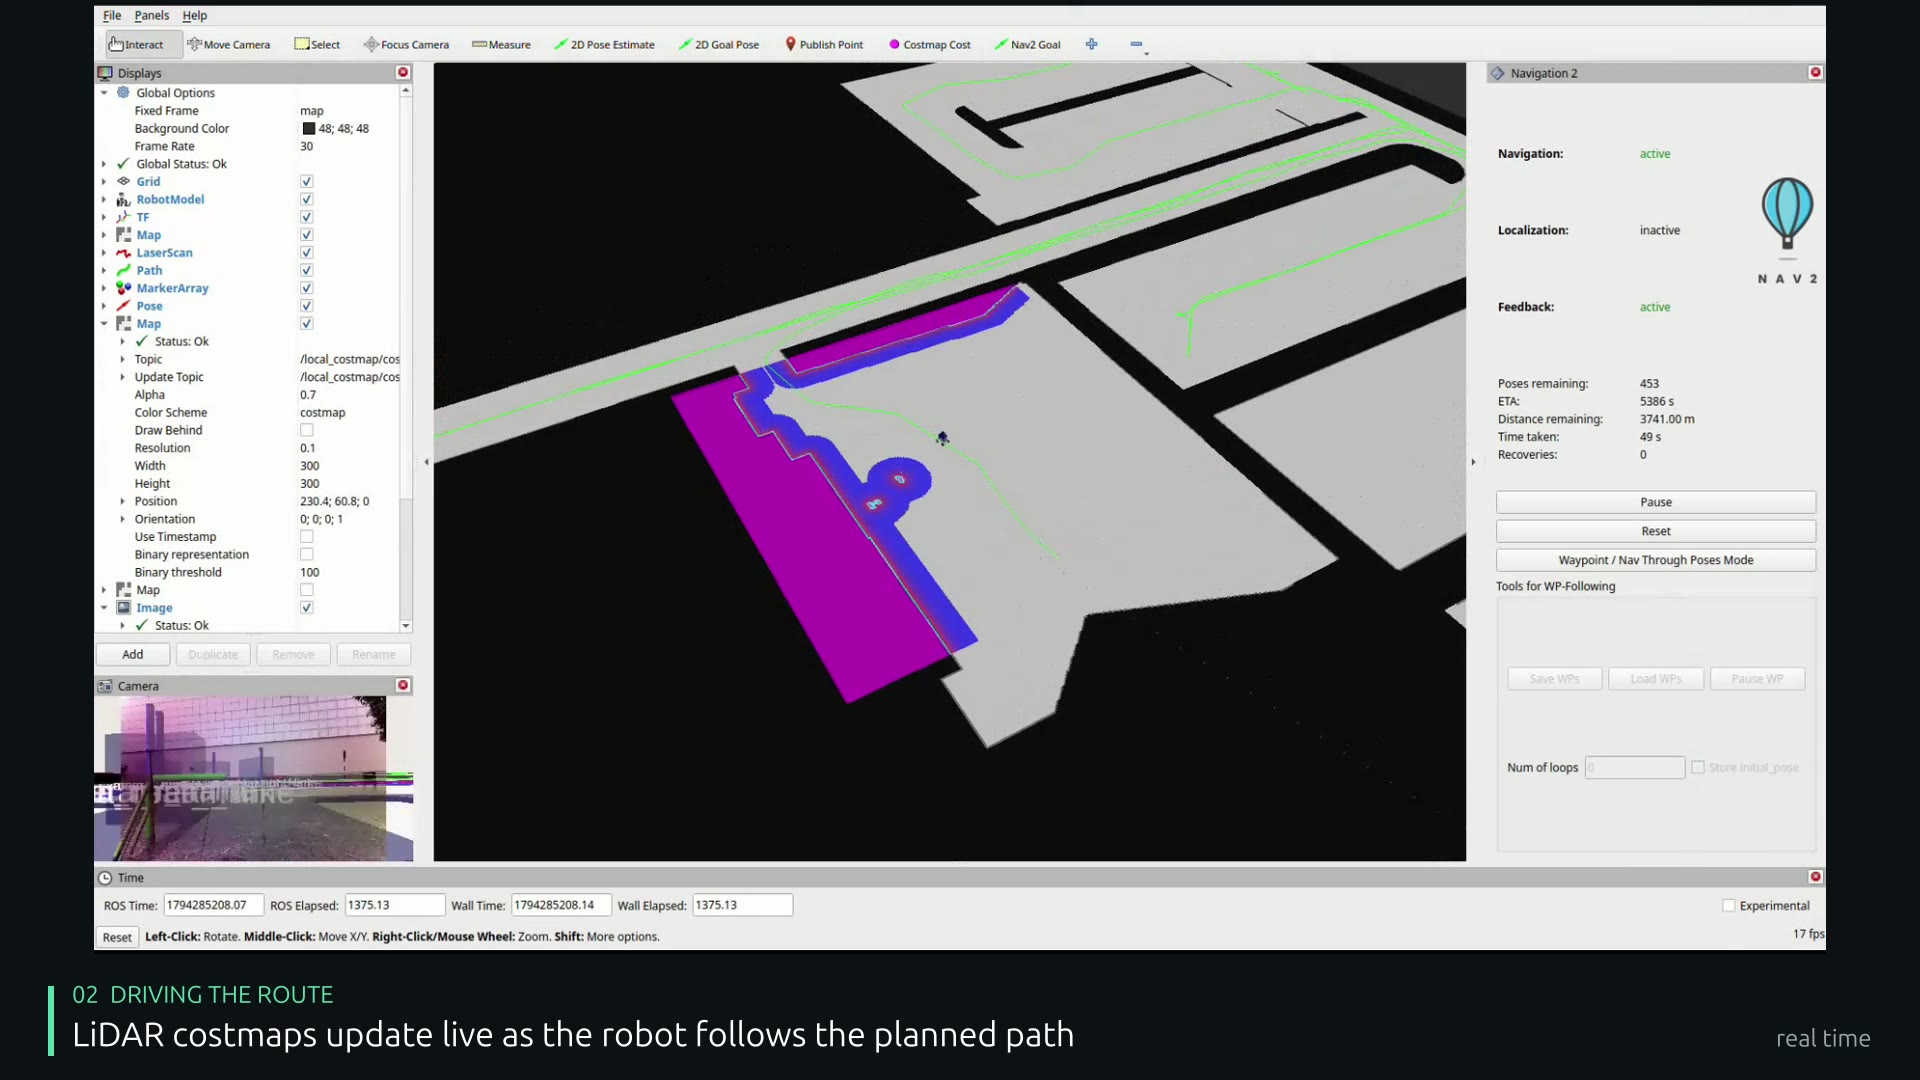 File Panels Help
Interact Move Camera Select Focus Camera Measure 2D Pose Estimate 2D Goal Pose Publish Point Costmap Cost Nav2 Goal
Displays
Global Options
Fixed Frame map
Background Color 48; 48; 48
Frame Rate 30
Global Status: Ok
Grid
RobotModel
TF
Map
LaserScan
Path
MarkerArray
Pose
Map
Status: Ok
Topic /local_costmap/cos
Update Topic /local_costmap/cos
Alpha 0.7
Color Scheme costmap
Draw Behind
Resolution 0.1
Width 300
Height 300
Position 230.4; 60.8; 0
Orientation 0; 0; 0; 1
Use Timestamp
Binary representation
Binary threshold 100
Map
Image
Status: Ok
Add Duplicate Remove Rename
Camera
Navigation 2
Navigation: active
Localization: inactive
NAV2
Feedback: active
Poses remaining: 453
ETA: 5386 s
Distance remaining: 3741.00 m
Time taken: 49 s
Recoveries: 0
Pause
Reset
Waypoint / Nav Through Poses Mode
Tools for WP-Following
Save WPs Load WPs Pause WP
Num of loops 0 Store initial_pose
Time
ROS Time: 1794285208.07 ROS Elapsed: 1375.13 Wall Time: 1794285208.14 Wall Elapsed: 1375.13 Experimental
Reset Left-Click: Rotate. Middle-Click: Move X/Y. Right-Click/Mouse Wheel: Zoom. Shift: More options. 17 fps
02 DRIVING THE ROUTE
LiDAR costmaps update live as the robot follows the planned path
real time